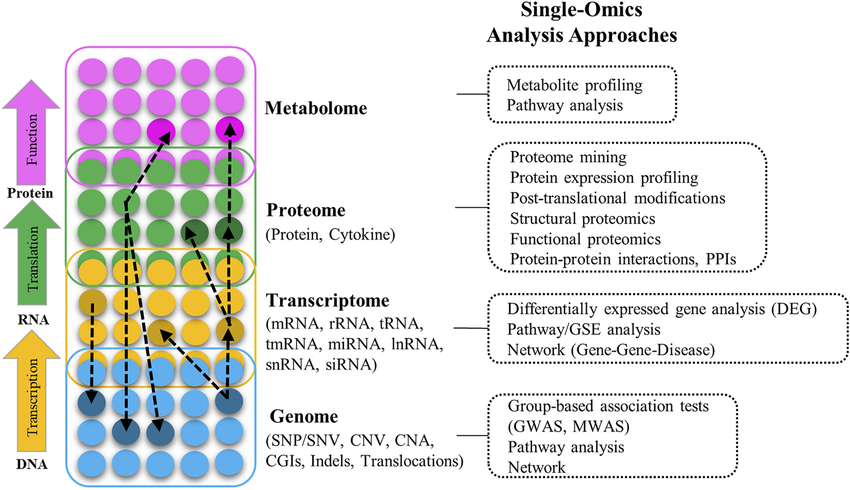 Single-Omics
Analysis Approaches
Function
Protein
Translation
RNA
Transcription
DNA
Metabolome
Metabolite profiling
Pathway analysis
Proteome
(Protein, Cytokine)
Proteome mining
Protein expression profiling
Post-translational modifications
Structural proteomics
Functional proteomics
Protein-protein interactions, PPIs
Transcriptome
(mRNA, rRNA, tRNA,
tmRNA, miRNA, lnRNA,
snRNA, siRNA)
Differentially expressed gene analysis (DEG)
Pathway/GSE analysis
Network (Gene-Gene-Disease)
Genome
(SNP/SNV, CNV, CNA,
CGIs, Indels, Translocations)
Group-based association tests
(GWAS, MWAS)
Pathway analysis
Network